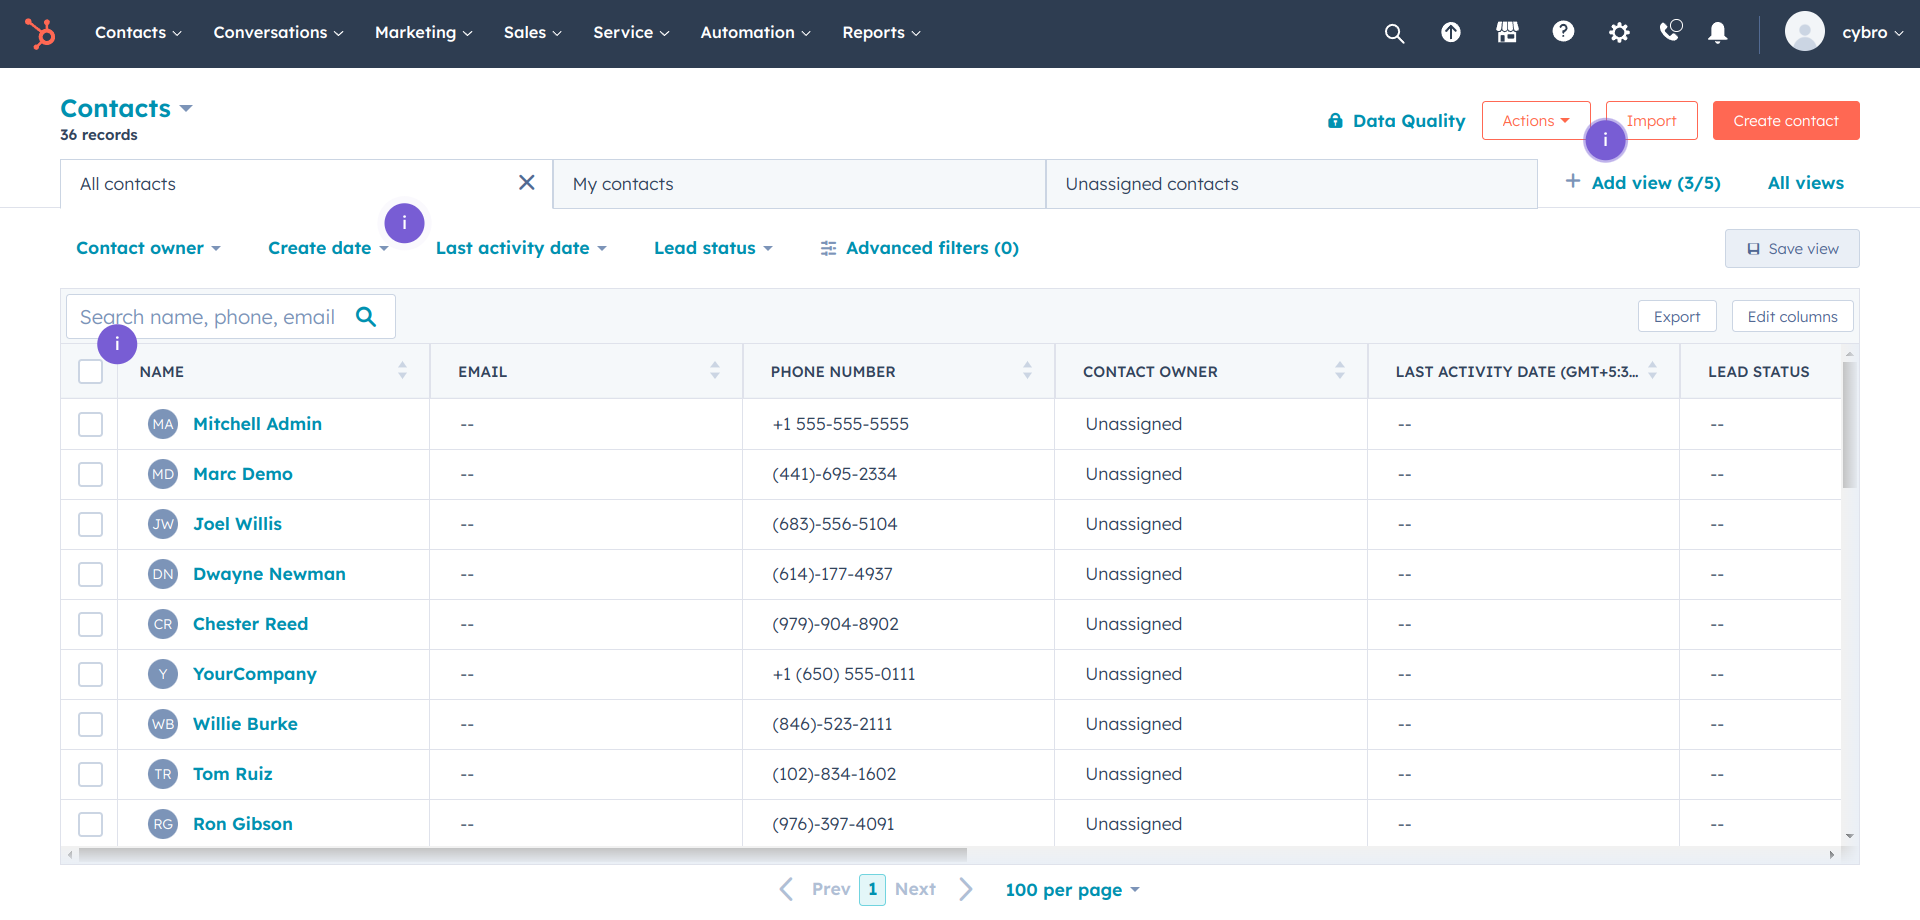 Contacts Conversations Marketing Sales Service Automation Reports cybro
Contacts
36 records
Data Quality Actions Import Create contact
i
All contacts My contacts Unassigned contacts + Add view (3/5) All views
i
Contact owner Create date Last activity date Lead status Advanced filters (0) Save view
Search name, phone, email Export Edit columns
i
NAME EMAIL PHONE NUMBER CONTACT OWNER LAST ACTIVITY DATE (GMT+5:3... LEAD STATUS
MA Mitchell Admin -- +1 555-555-5555 Unassigned -- --
MD Marc Demo -- (441)-695-2334 Unassigned -- --
JW Joel Willis -- (683)-556-5104 Unassigned -- --
DN Dwayne Newman -- (614)-177-4937 Unassigned -- --
CR Chester Reed -- (979)-904-8902 Unassigned -- --
Y YourCompany -- +1 (650) 555-0111 Unassigned -- --
WB Willie Burke -- (846)-523-2111 Unassigned -- --
TR Tom Ruiz -- (102)-834-1602 Unassigned -- --
RG Ron Gibson -- (976)-397-4091 Unassigned -- --
Prev 1 Next 100 per page